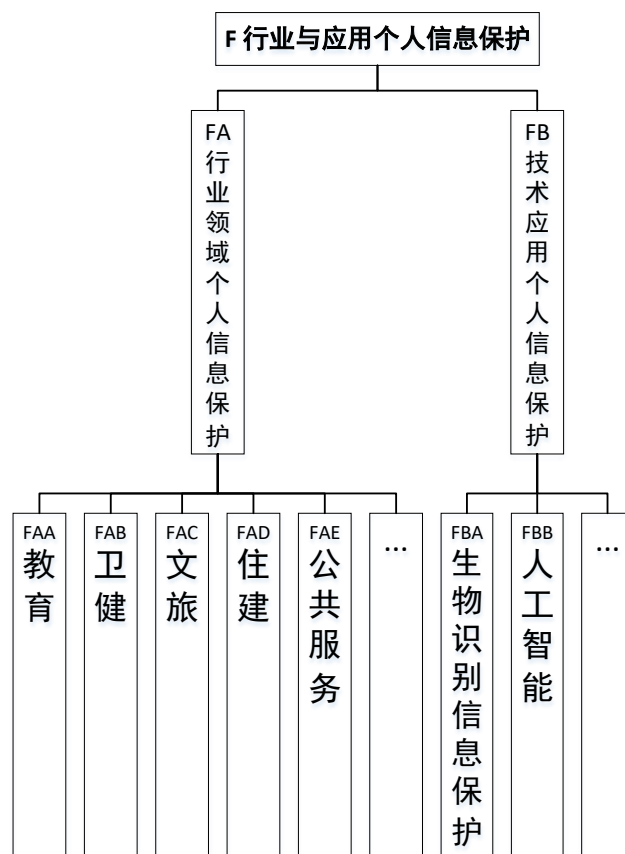 F 行业与应用个人信息保护
FA
行业领域个人信息保护
FB
技术应用个人信息保护
FAA
教育
FAB
卫健
FAC
文旅
FAD
住建
FAE
公共服务
...
FBA
生物识别信息保护
FBB
人工智能
...